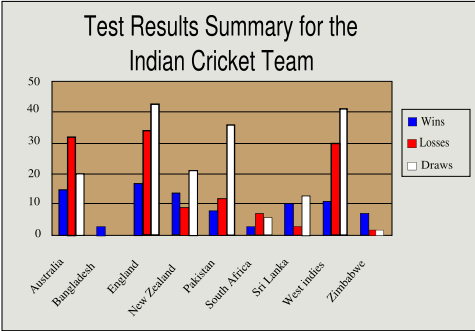 Test Results Summary for the
Indian Cricket Team
50
40
30
20
10
0
Wins
Losses
Draws
Australia
Bangladesh
England
New Zealand
Pakistan
South Africa
Sri Lanka
West indies
Zimbabwe